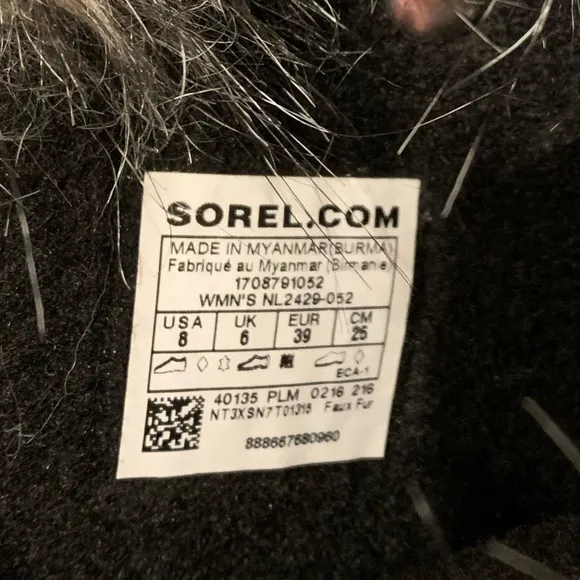 SOREL.COM
MADE IN MYANMAR(BURMA)
Fabriqué au Myanmar (Birmanie)
1708791052
WMN'S NL2429-052
USA UK EUR CM
8 6 39 25
ECA-1
40135 PLM 0216 216
NT3XSN7T01315 Faux Fur
888667680960